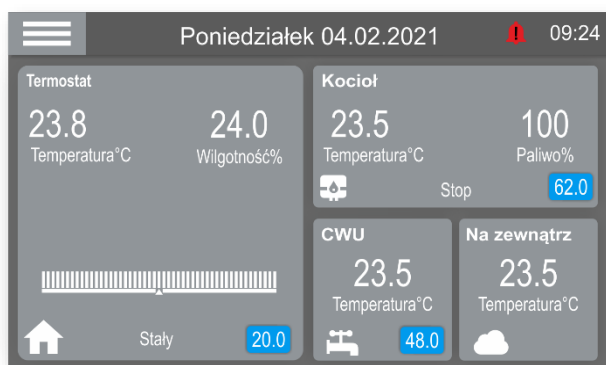 Poniedziałek 04.02.2021 ! 09:24
Termostat
23.8 24.0
Temperatura°C Wilgotność%
Stały 20.0
Kocioł
23.5 100
Temperatura°C Paliwo%
Stop 62.0
CWU
23.5
Temperatura°C
48.0
Na zewnątrz
23.5
Temperatura°C